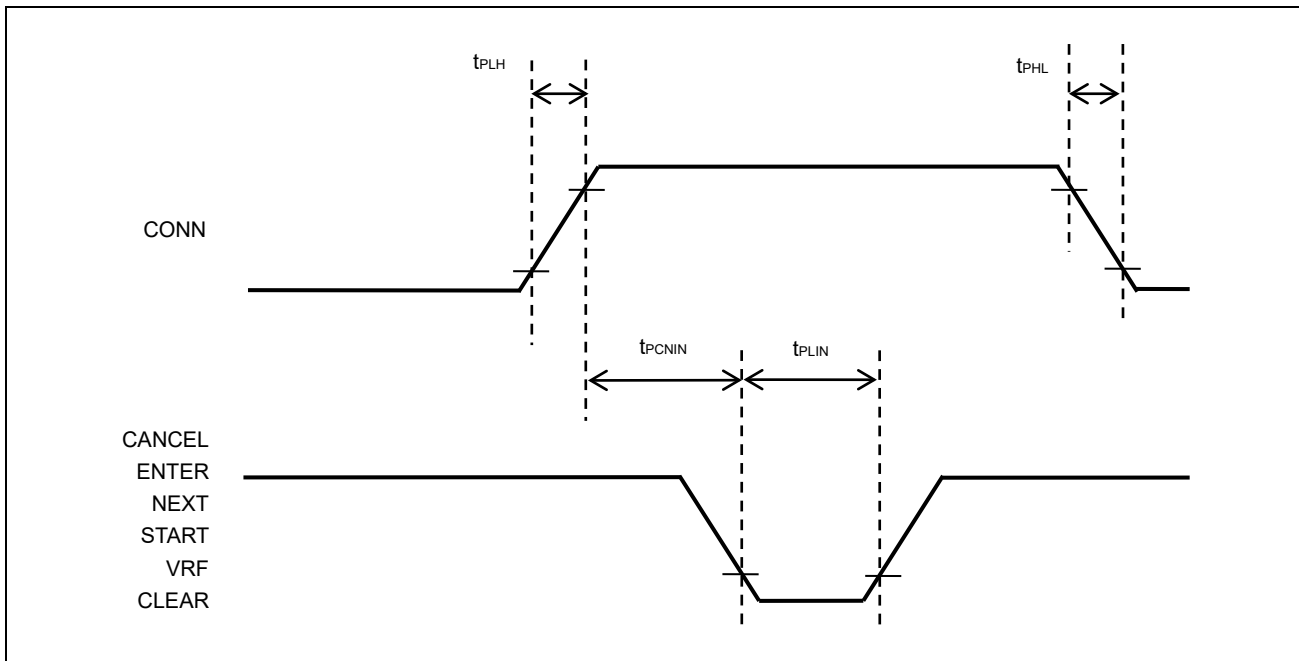 tPLH
tPHL
CONN
tPCNIN
tPLIN
CANCEL
ENTER
NEXT
START
VRF
CLEAR